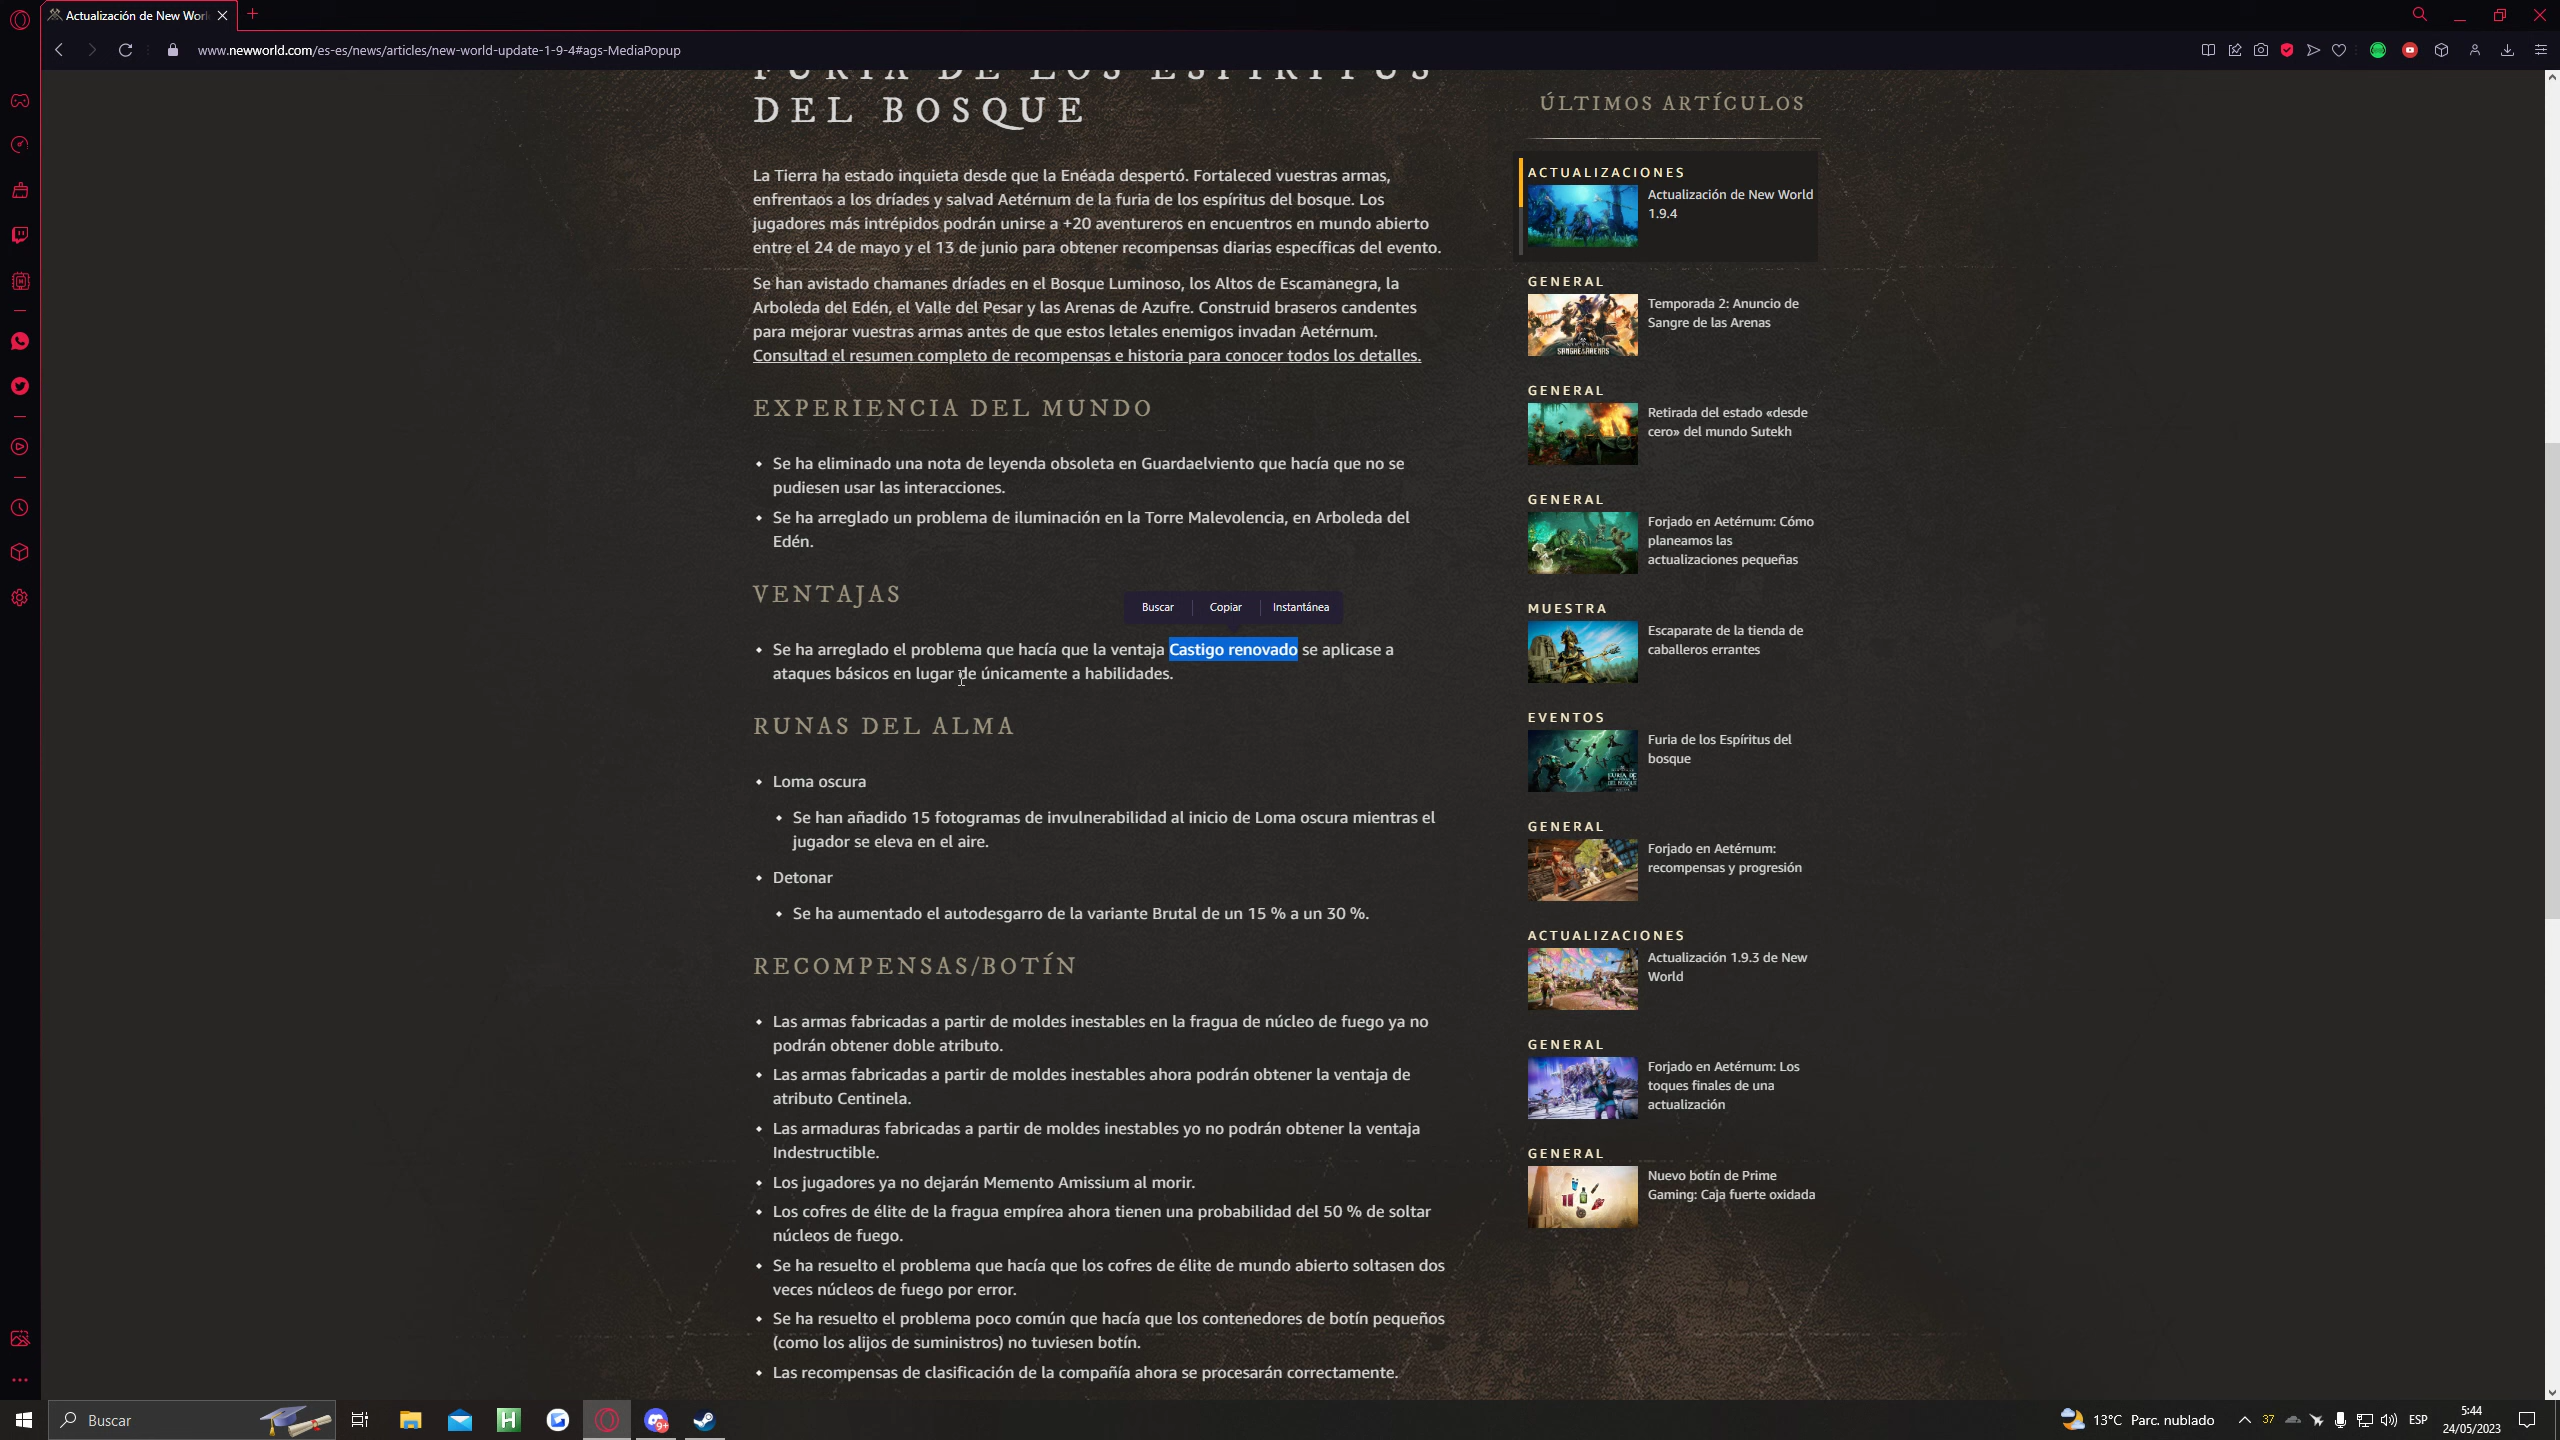 Actualización de New Worl
www.newworld.com/es-es/news/articles/new-world-update-1-9-4#ags-MediaPopup
FURIA DE LOS ESPÍRITUS
DEL BOSQUE
La Tierra ha estado inquieta desde que la Enéada despertó. Fortaleced vuestras armas,
enfrentaos a los dríades y salvad Aetérnum de la furia de los espíritus del bosque. Los
jugadores más intrépidos podrán unirse a +20 aventureros en encuentros en mundo abierto
entre el 24 de mayo y el 13 de junio para obtener recompensas diarias específicas del evento.
Se han avistado chamanes dríades en el Bosque Luminoso, los Altos de Escamanegra, la
Arboleda del Edén, el Valle del Pesar y las Arenas de Azufre. Construid braseros candentes
para mejorar vuestras armas antes de que estos letales enemigos invadan Aetérnum.
Consultad el resumen completo de recompensas e historia para conocer todos los detalles.
EXPERIENCIA DEL MUNDO
• Se ha eliminado una nota de leyenda obsoleta en Guardaelviento que hacía que no se
pudiesen usar las interacciones.
• Se ha arreglado un problema de iluminación en la Torre Malevolencia, en Arboleda del
Edén.
VENTAJAS
Buscar Copiar Instantánea
• Se ha arreglado el problema que hacía que la ventaja Castigo renovado se aplicase a
ataques básicos en lugar de únicamente a habilidades.
RUNAS DEL ALMA
• Loma oscura
• Se han añadido 15 fotogramas de invulnerabilidad al inicio de Loma oscura mientras el
jugador se eleva en el aire.
• Detonar
• Se ha aumentado el autodesgarro de la variante Brutal de un 15 % a un 30 %.
RECOMPENSAS/BOTÍN
• Las armas fabricadas a partir de moldes inestables en la fragua de núcleo de fuego ya no
podrán obtener doble atributo.
• Las armas fabricadas a partir de moldes inestables ahora podrán obtener la ventaja de
atributo Centinela.
• Las armaduras fabricadas a partir de moldes inestables yo no podrán obtener la ventaja
Indestructible.
• Los jugadores ya no dejarán Memento Amissium al morir.
• Los cofres de élite de la fragua empírea ahora tienen una probabilidad del 50 % de soltar
núcleos de fuego.
• Se ha resuelto el problema que hacía que los cofres de élite de mundo abierto soltasen dos
veces núcleos de fuego por error.
• Se ha resuelto el problema poco común que hacía que los contenedores de botín pequeños
(como los alijos de suministros) no tuviesen botín.
• Las recompensas de clasificación de la compañía ahora se procesarán correctamente.
ÚLTIMOS ARTÍCULOS
ACTUALIZACIONES
Actualización de New World
1.9.4
GENERAL
Temporada 2: Anuncio de
Sangre de las Arenas
GENERAL
Retirada del estado «desde
cero» del mundo Sutekh
GENERAL
Forjado en Aetérnum: Cómo
planeamos las
actualizaciones pequeñas
MUESTRA
Escaparate de la tienda de
caballeros errantes
EVENTOS
Furia de los Espíritus del
bosque
GENERAL
Forjado en Aetérnum:
recompensas y progresión
ACTUALIZACIONES
Actualización 1.9.3 de New
World
GENERAL
Forjado en Aetérnum: Los
toques finales de una
actualización
GENERAL
Nuevo botín de Prime
Gaming: Caja fuerte oxidada
Buscar
H
9+
13°C Parc. nublado
37
ESP
5:44
24/05/2023